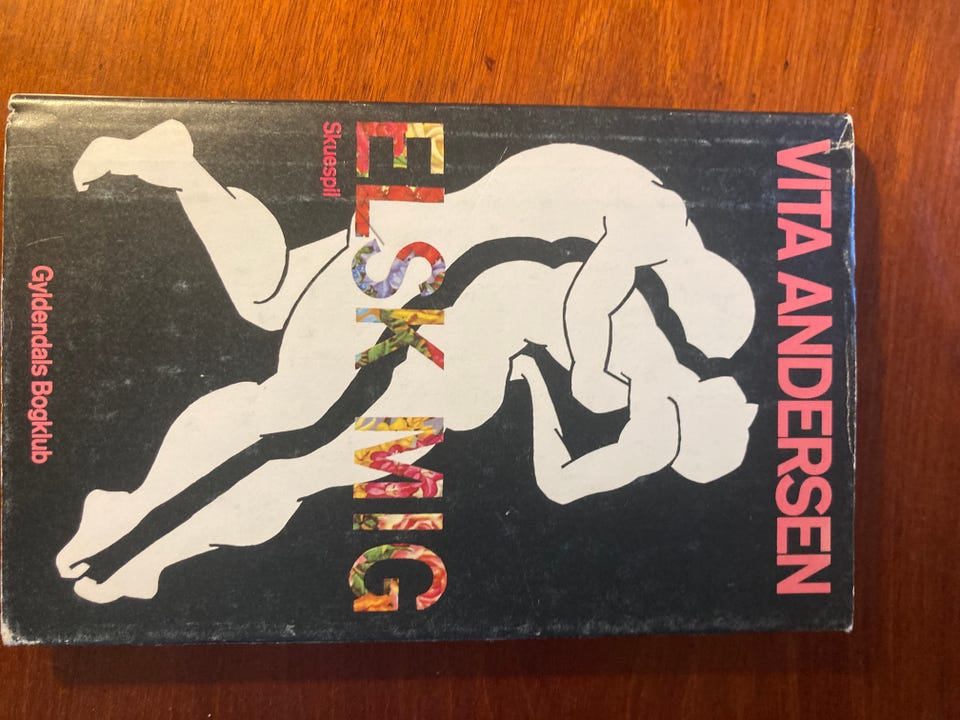 VITA ANDERSEN
ELSK MIG
Skuespil
Gyldendals Bogklub